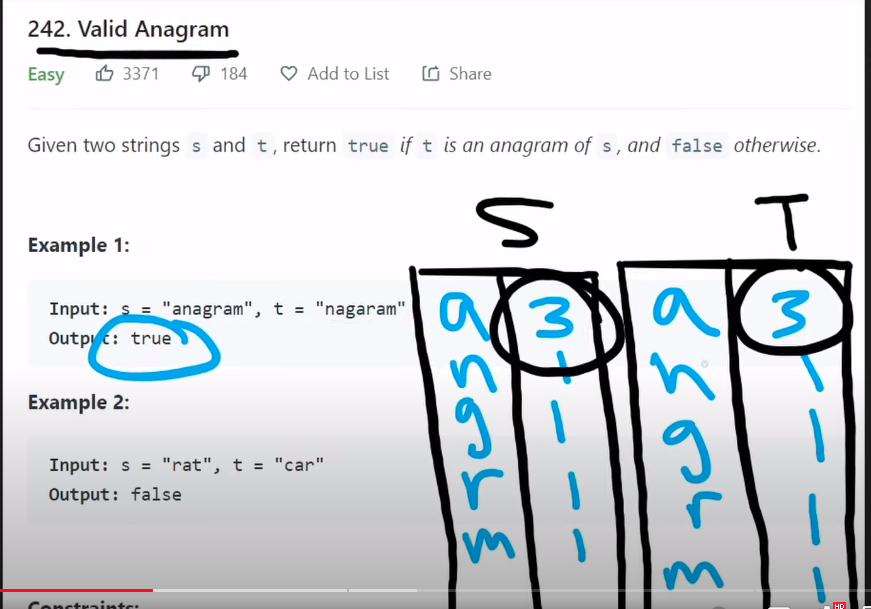 242. Valid Anagram
Easy 3371 184 Add to List Share
Given two strings s and t, return true if t is an anagram of s, and false otherwise.
S T
Example 1:
Input: s = "anagram", t = "nagaram"
Output: true
a 3 a 3
n 1 n 1
g 1 g 1
r 1 r 1
m 1 m 1
Example 2:
Input: s = "rat", t = "car"
Output: false
Constraints:
HD